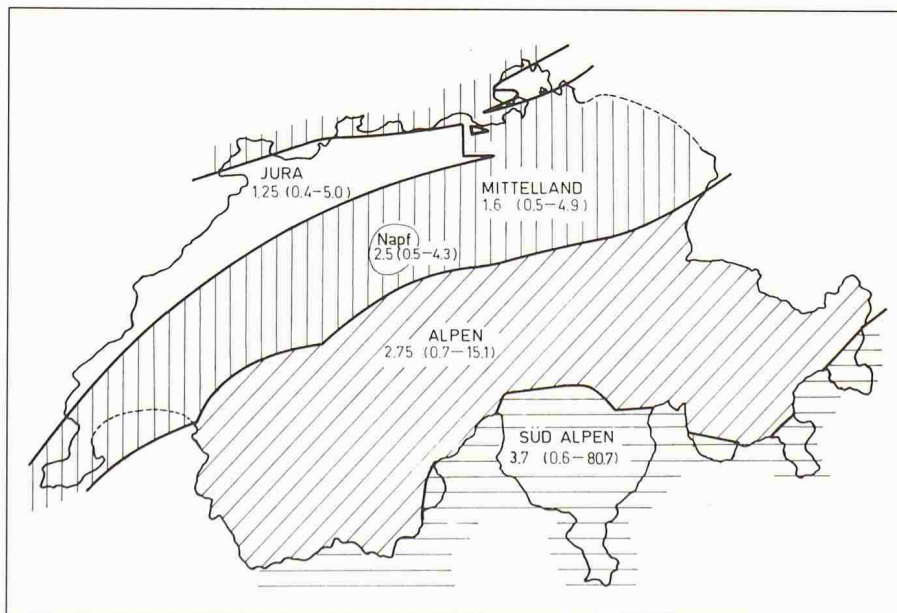 JURA
1.25 (0.4–5.0)
MITTELLAND
1.6 (0.5–4.9)
Napf
2.5 (0.5–4.3)
ALPEN
2.75 (0.7–15.1)
SÜD ALPEN
3.7 (0.6–80.7)